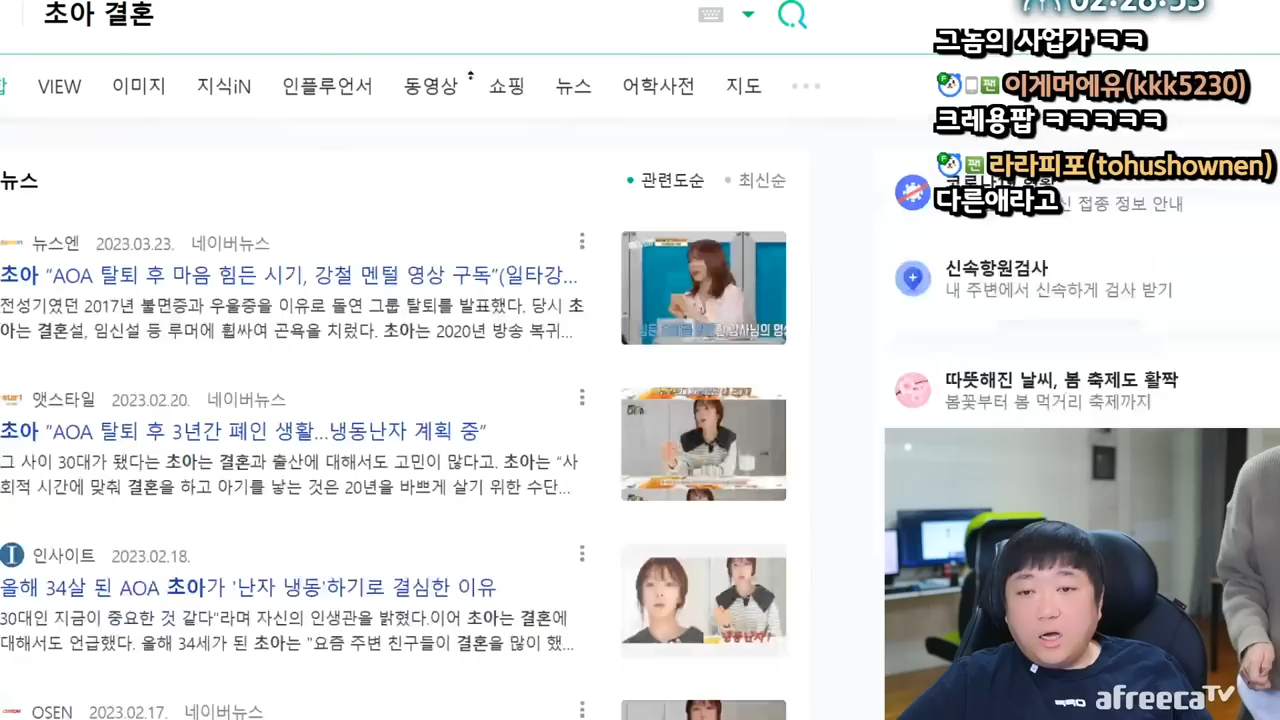 초아 결혼
VIEW 이미지 지식iN 인플루언서 동영상 쇼핑 뉴스 어학사전 지도
뉴스
관련도순 최신순
뉴스엔 2023.03.23. 네이버뉴스
초아 “AOA 탈퇴 후 마음 힘든 시기, 강철 멘털 영상 구독“(일타강...
전성기였던 2017년 불면증과 우울증을 이유로 돌연 그룹 탈퇴를 발표했다. 당시 초
아는 결혼설, 임신설 등 루머에 휩싸여 곤욕을 치렀다. 초아는 2020년 방송 복귀...
앳스타일 2023.02.20. 네이버뉴스
초아 “AOA 탈퇴 후 3년간 폐인 생활...냉동난자 계획 중”
그 사이 30대가 됐다는 초아는 결혼과 출산에 대해서도 고민이 많다고. 초아는 “사
회적 시간에 맞춰 결혼을 하고 아기를 낳는 것은 20년을 바쁘게 살기 위한 수단...
인사이트 2023.02.18.
올해 34살 된 AOA 초아가 '난자 냉동'하기로 결심한 이유
30대인 지금이 중요한 것 같다"라며 자신의 인생관을 밝혔다.이어 초아는 결혼에
대해서도 언급했다. 올해 34세가 된 초아는 "요즘 주변 친구들이 결혼을 많이 했...
냉동난자!
OSEN 2023.02.17. 네이버뉴스
02:28:53
그놈의 사업가 ㅋㅋ
이게머에유(kkk5230)
크레용팝 ㅋㅋㅋㅋㅋ
라라피포(tohushownen)
다른애라고
접종 정보 안내
신속항원검사
내 주변에서 신속하게 검사 받기
따뜻해진 날씨, 봄 축제도 활짝
봄꽃부터 봄 먹거리 축제까지
afreecaTV